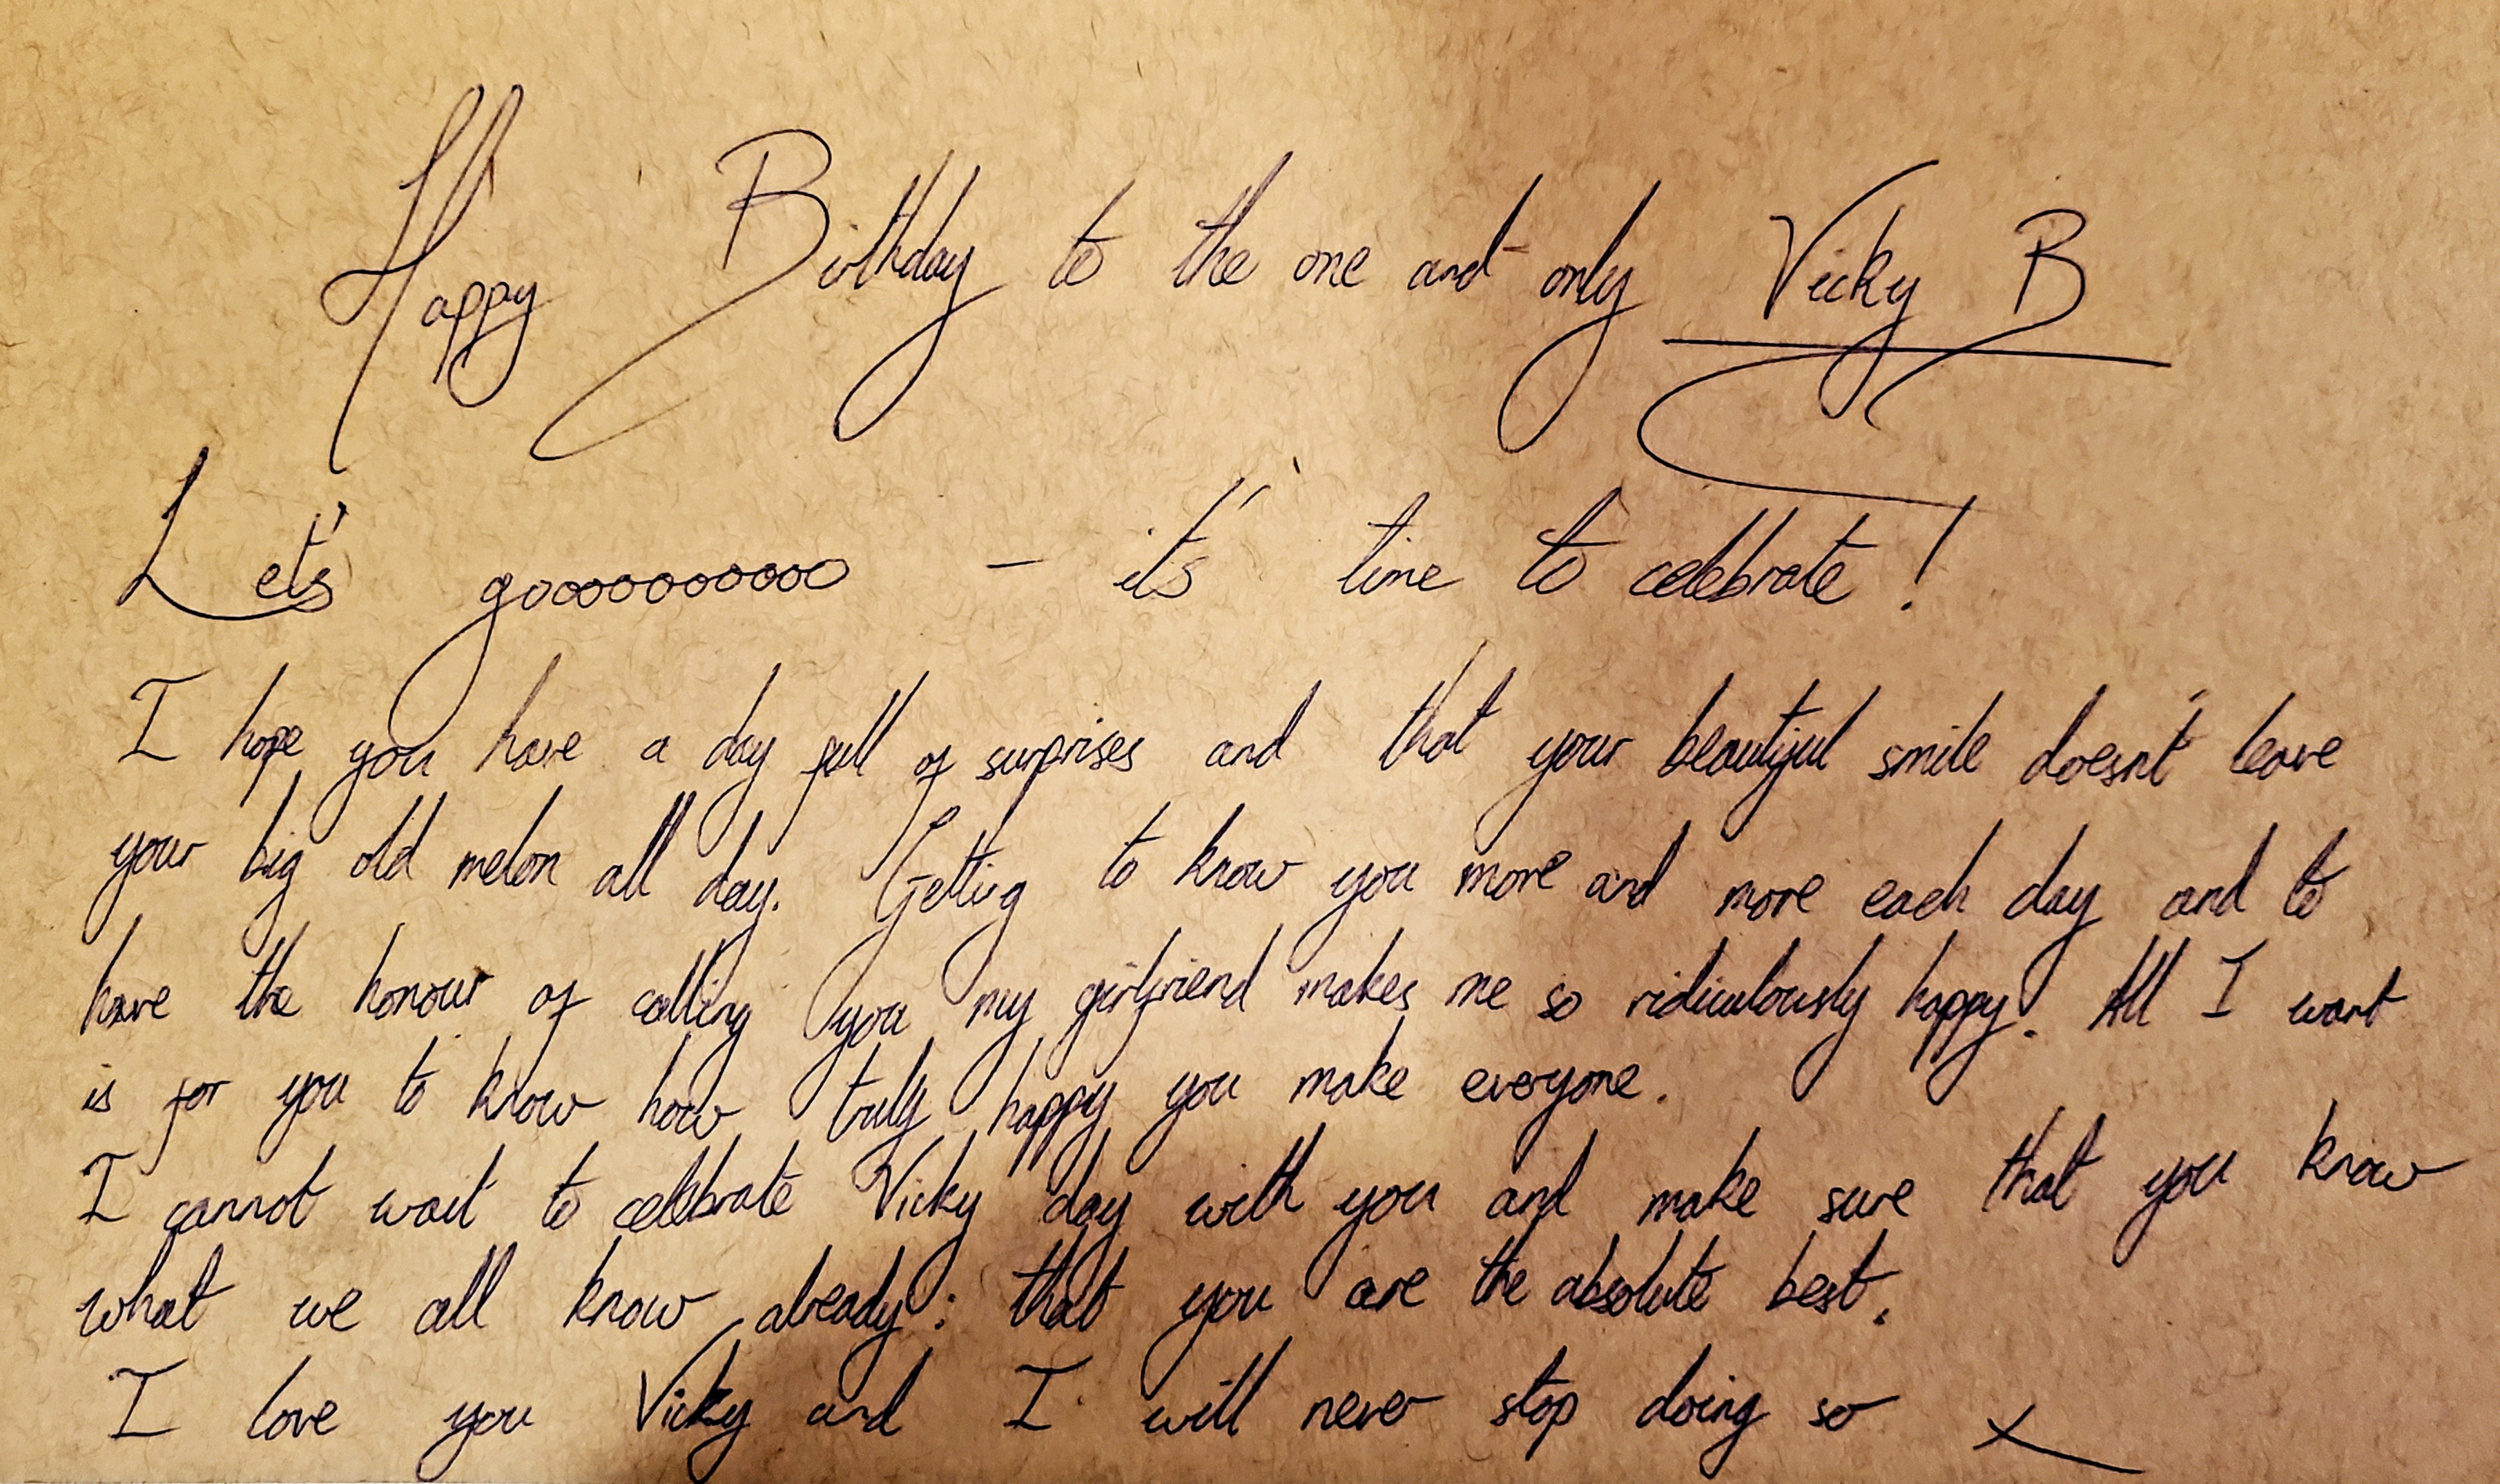 Happy Birthday to the one and only Vicky B
Let's goooooooooo - it's time to celebrate!
I hope you have a day full of surprises and that your beautiful smile doesn't leave
your big old melon all day. Getting to know you more and more each day and to
have the honour of calling you my girlfriend makes me so ridiculously happy. All I want
is for you to know how truly happy you make everyone.
I cannot wait to celebrate Vicky day with you and make sure that you know
what we all know already: that you are the absolute best.
I love you Vicky and I will never stop doing so x